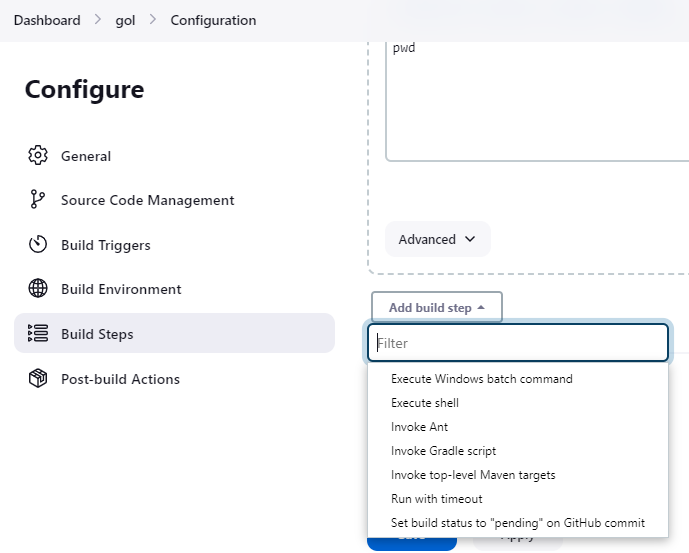 Dashboard > gol > Configuration
Configure
General
Source Code Management
Build Triggers
Build Environment
Build Steps
Post-build Actions
pwd
Advanced
Add build step
Filter
Execute Windows batch command
Execute shell
Invoke Ant
Invoke Gradle script
Invoke top-level Maven targets
Run with timeout
Set build status to "pending" on GitHub commit